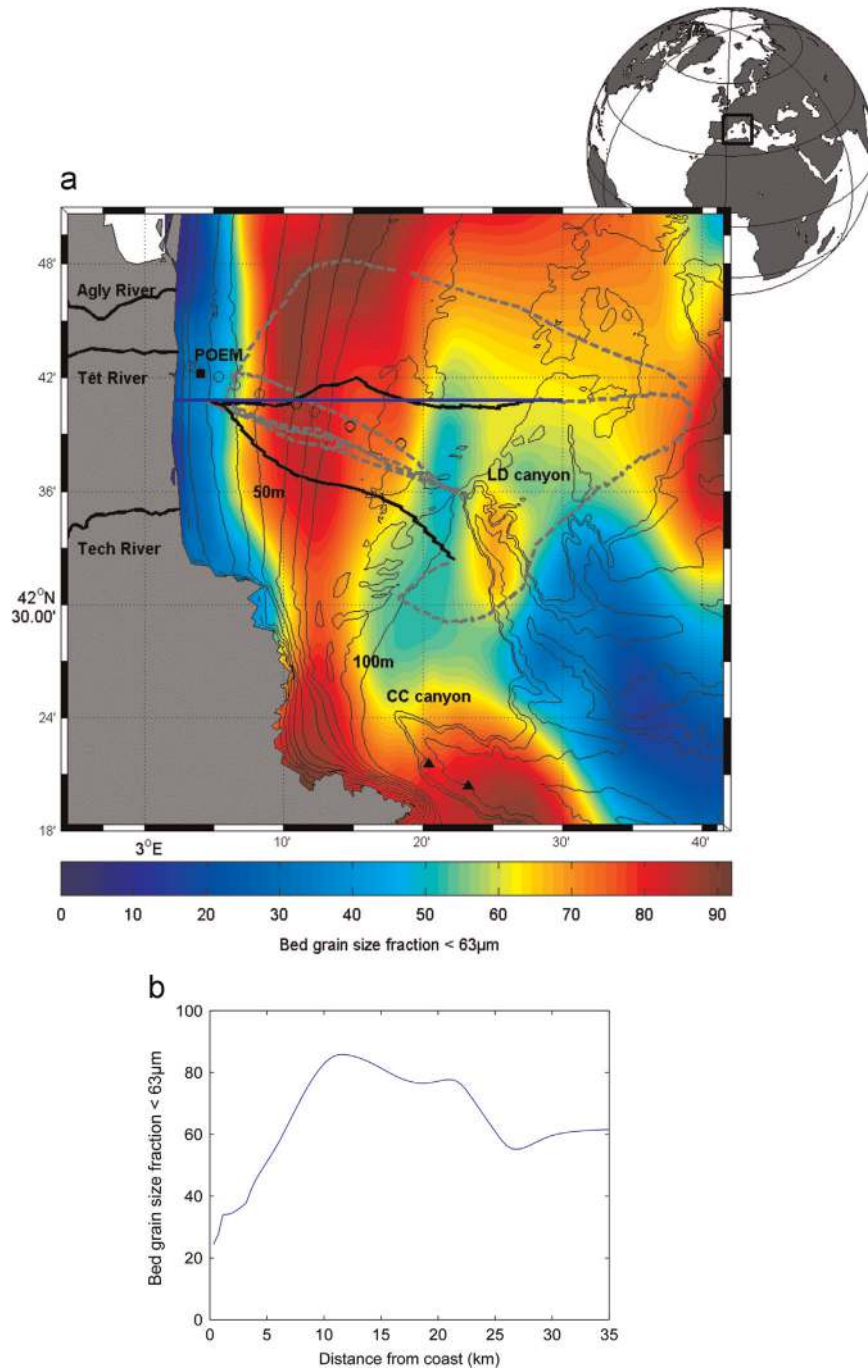 a
48'
Agly River
POEM
Têt River
42'
LD canyon
50m
36'
Tech River
42°N
30.00'
100m
CC canyon
24'
18'
3°E
10'
20'
30'
40'
0 10 20 30 40 50 60 70 80 90
Bed grain size fraction < 63µm
b
100
80
60
40
20
0
Bed grain size fraction < 63µm
0 5 10 15 20 25 30 35
Distance from coast (km)